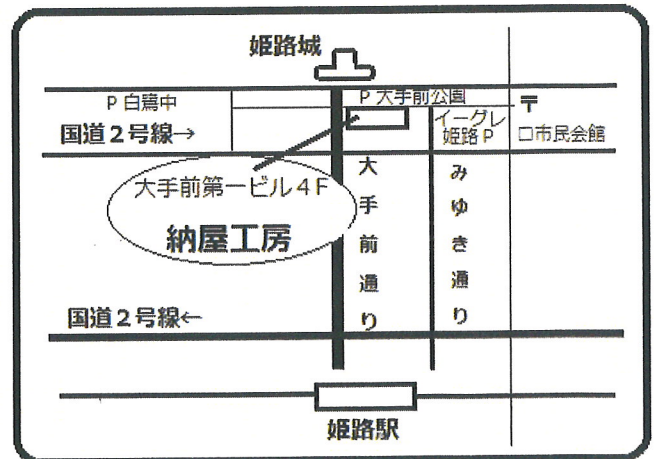 姫路城
P 白鷺中
P 大手前公園
〒
国道２号線→
イーグレ
姫路 P
口市民会館
大手前第一ビル４Ｆ
納屋工房
大手前通り
みゆき通り
国道２号線←
姫路駅